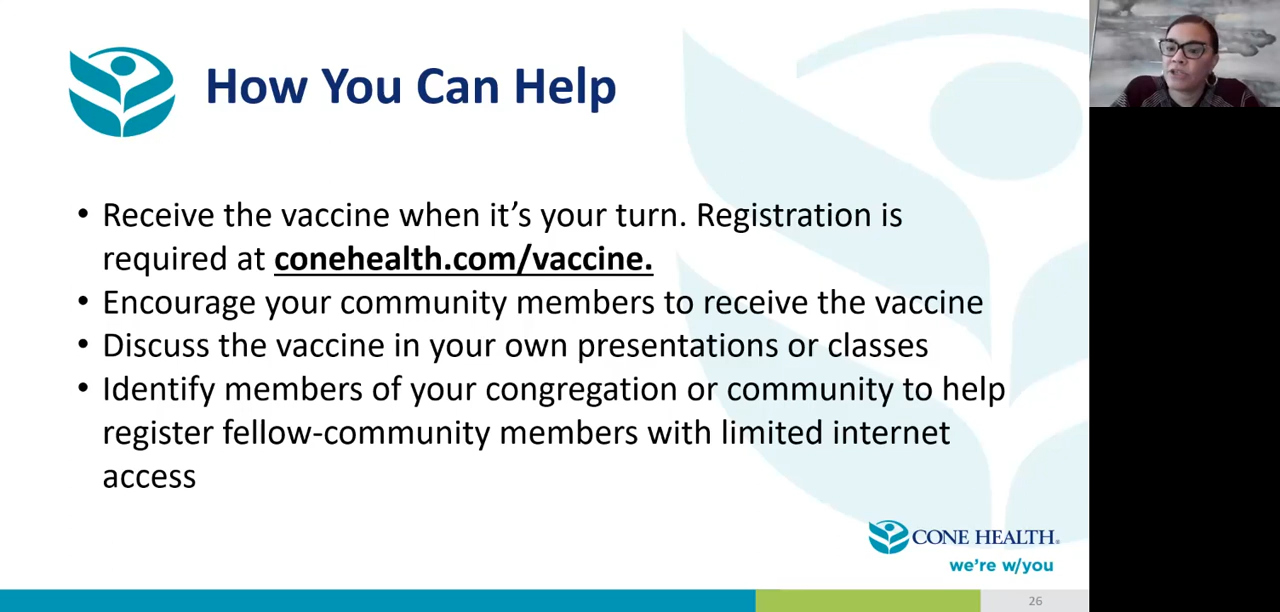 How You Can Help
• Receive the vaccine when it’s your turn. Registration is
required at conehealth.com/vaccine.
• Encourage your community members to receive the vaccine
• Discuss the vaccine in your own presentations or classes
• Identify members of your congregation or community to help
register fellow-community members with limited internet
access
CONE HEALTH®
we’re w/you
26